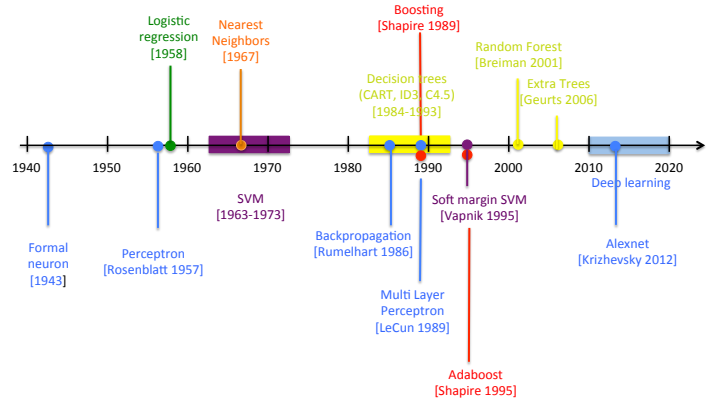 Boosting
[Shapire 1989]
Logistic
regression
[1958]
Nearest
Neighbors
[1967]
Random Forest
[Breiman 2001]
Decision trees
(CART, ID3, C4.5)
[1984-1993]
Extra Trees
[Geurts 2006]
1940 1950 1960 1970 1980 1990 2000 2010 2020
Deep learning
SVM
[1963-1973]
Soft margin SVM
[Vapnik 1995]
Formal
neuron
[1943]
Perceptron
[Rosenblatt 1957]
Backpropagation
[Rumelhart 1986]
Alexnet
[Krizhevsky 2012]
Multi Layer
Perceptron
[LeCun 1989]
Adaboost
[Shapire 1995]